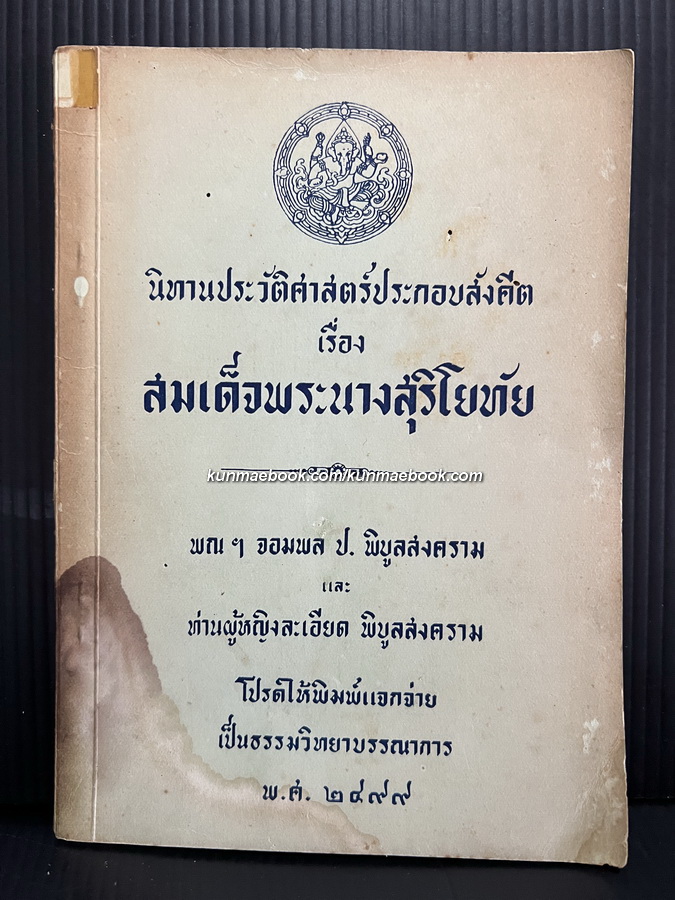 นิทานประวัติศาสตร์ประกอบสังคีต
เรื่อง
สมเด็จพระนางสุริโยทัย
kunmaebook.com/kunmaebook.com
พณฯ จอมพล ป. พิบูลสงคราม
และ
ท่านผู้หญิงละเอียด พิบูลสงคราม
โปรดให้พิมพ์แจกจ่าย
เป็นธรรมวิทยาบรรณาการ
พ.ศ. ๒๔๙๙